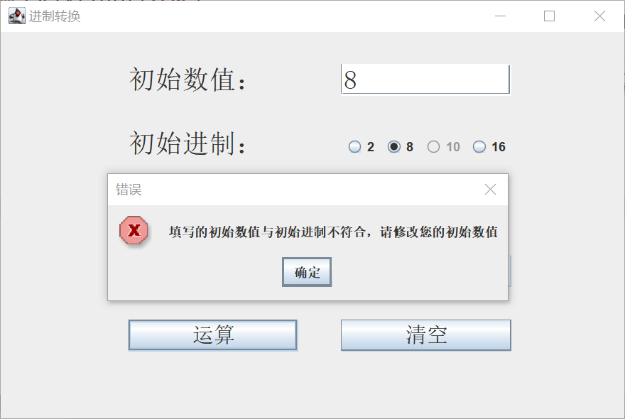 进制转换
初始数值：
8
初始进制：
2 8 10 16
错误
填写的初始数值与初始进制不符合，请修改您的初始数值
确定
运算
清空